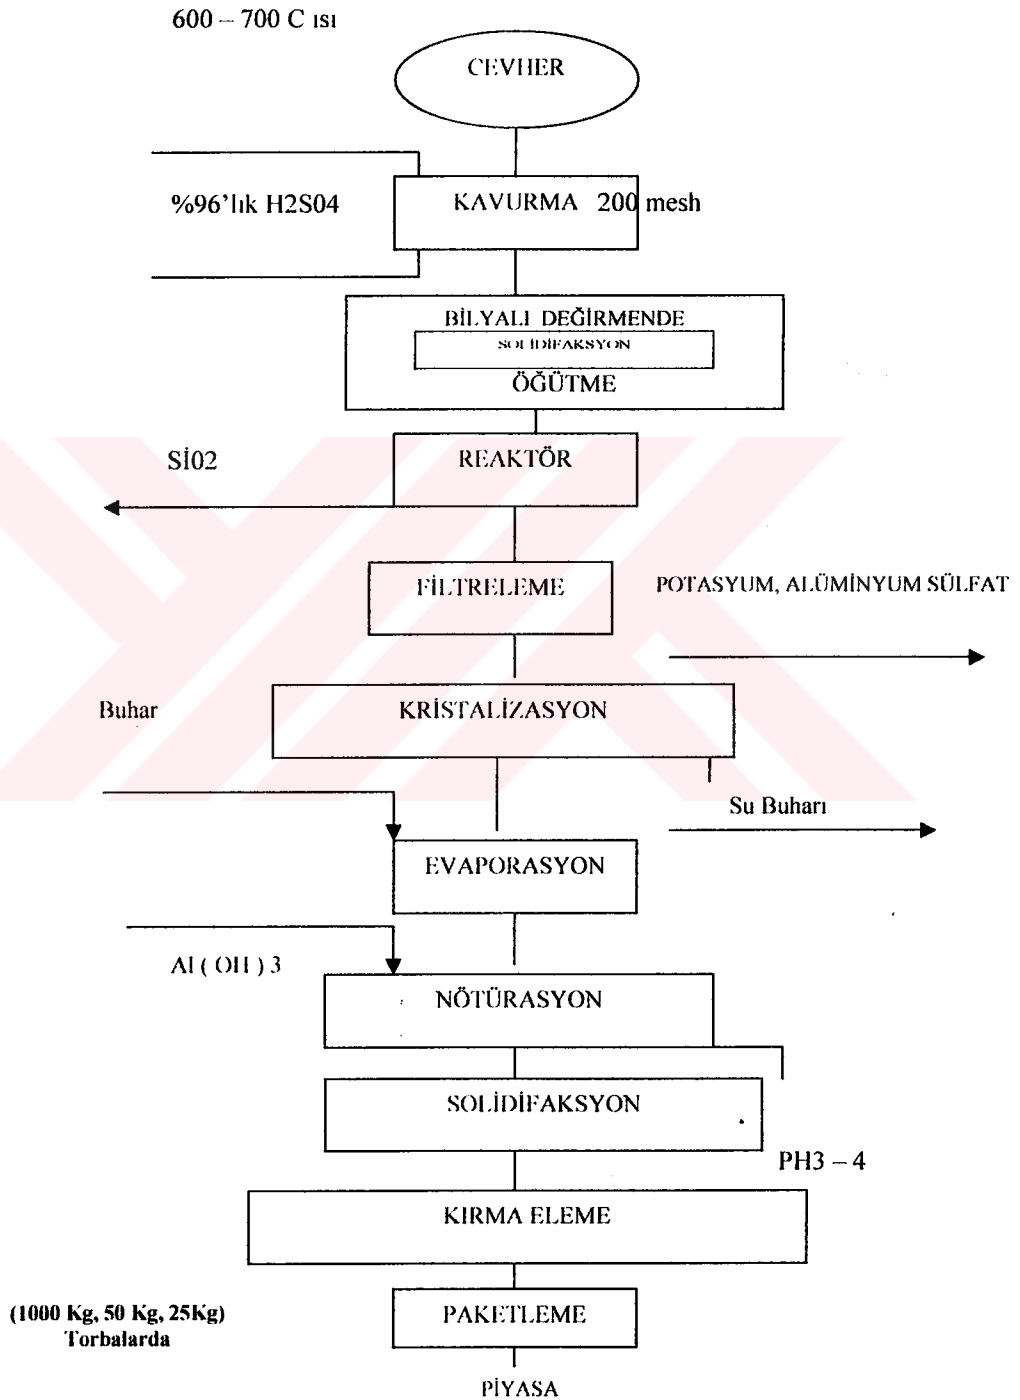 600 – 700 C ısı
CEVHER
%96'lık H2S04
KAVURMA 200 mesh
BİLYALI DEĞİRMENDE
SOLİDİFAKSYON
ÖĞÜTME
Sİ02
REAKTÖR
FİLTRELEME
POTASYUM, ALÜMİNYUM SÜLFAT
Buhar
KRİSTALİZASYON
Su Buharı
EVAPORASYON
Al ( OH ) 3
NÖTÜRASYON
SOLİDİFAKSYON
PH3 – 4
KIRMA ELEME
(1000 Kg, 50 Kg, 25Kg)
Torbalarda
PAKETLEME
PİYASA